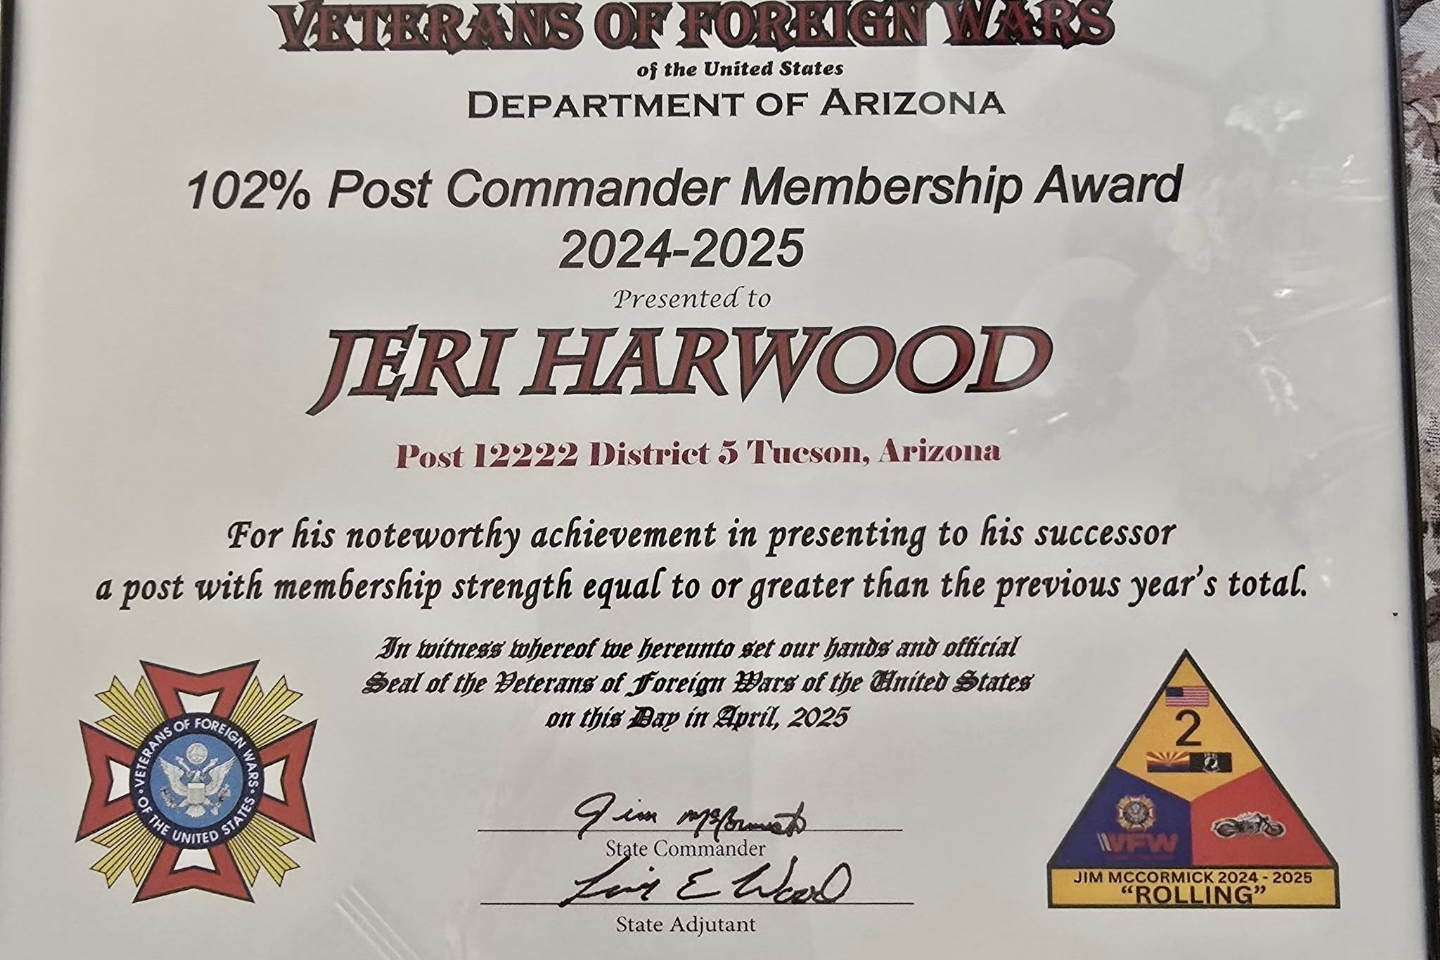 VETERANS OF FOREIGN WARS
of the United States
DEPARTMENT OF ARIZONA
102% Post Commander Membership Award
2024-2025
Presented to
JERI HARWOOD
Post 12222 District 5 Tucson, Arizona
For his noteworthy achievement in presenting to his successor
a post with membership strength equal to or greater than the previous year's total.
In witness whereof we hereunto set our hands and official
Seal of the Veterans of Foreign Wars of the United States
on this Day in April, 2025
VETERANS OF FOREIGN WARS
OF THE UNITED STATES
Jim McCormick
State Commander
E Wood
State Adjutant
2
VFW
JIM MCCORMICK 2024 - 2025
"ROLLING"